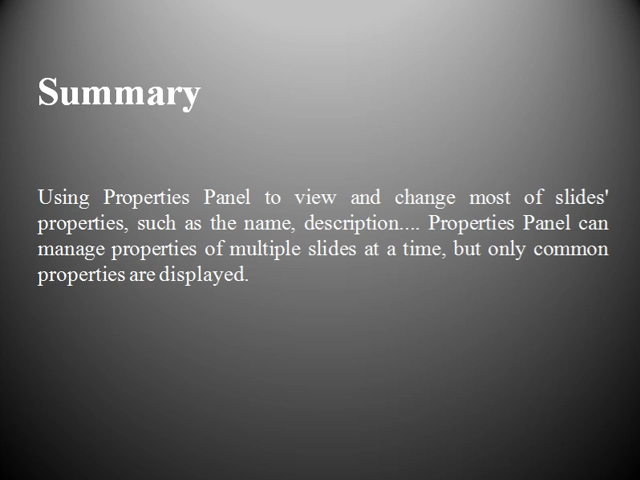 Summary
Using Properties Panel to view and change most of slides'
properties, such as the name, description.... Properties Panel can
manage properties of multiple slides at a time, but only common
properties are displayed.